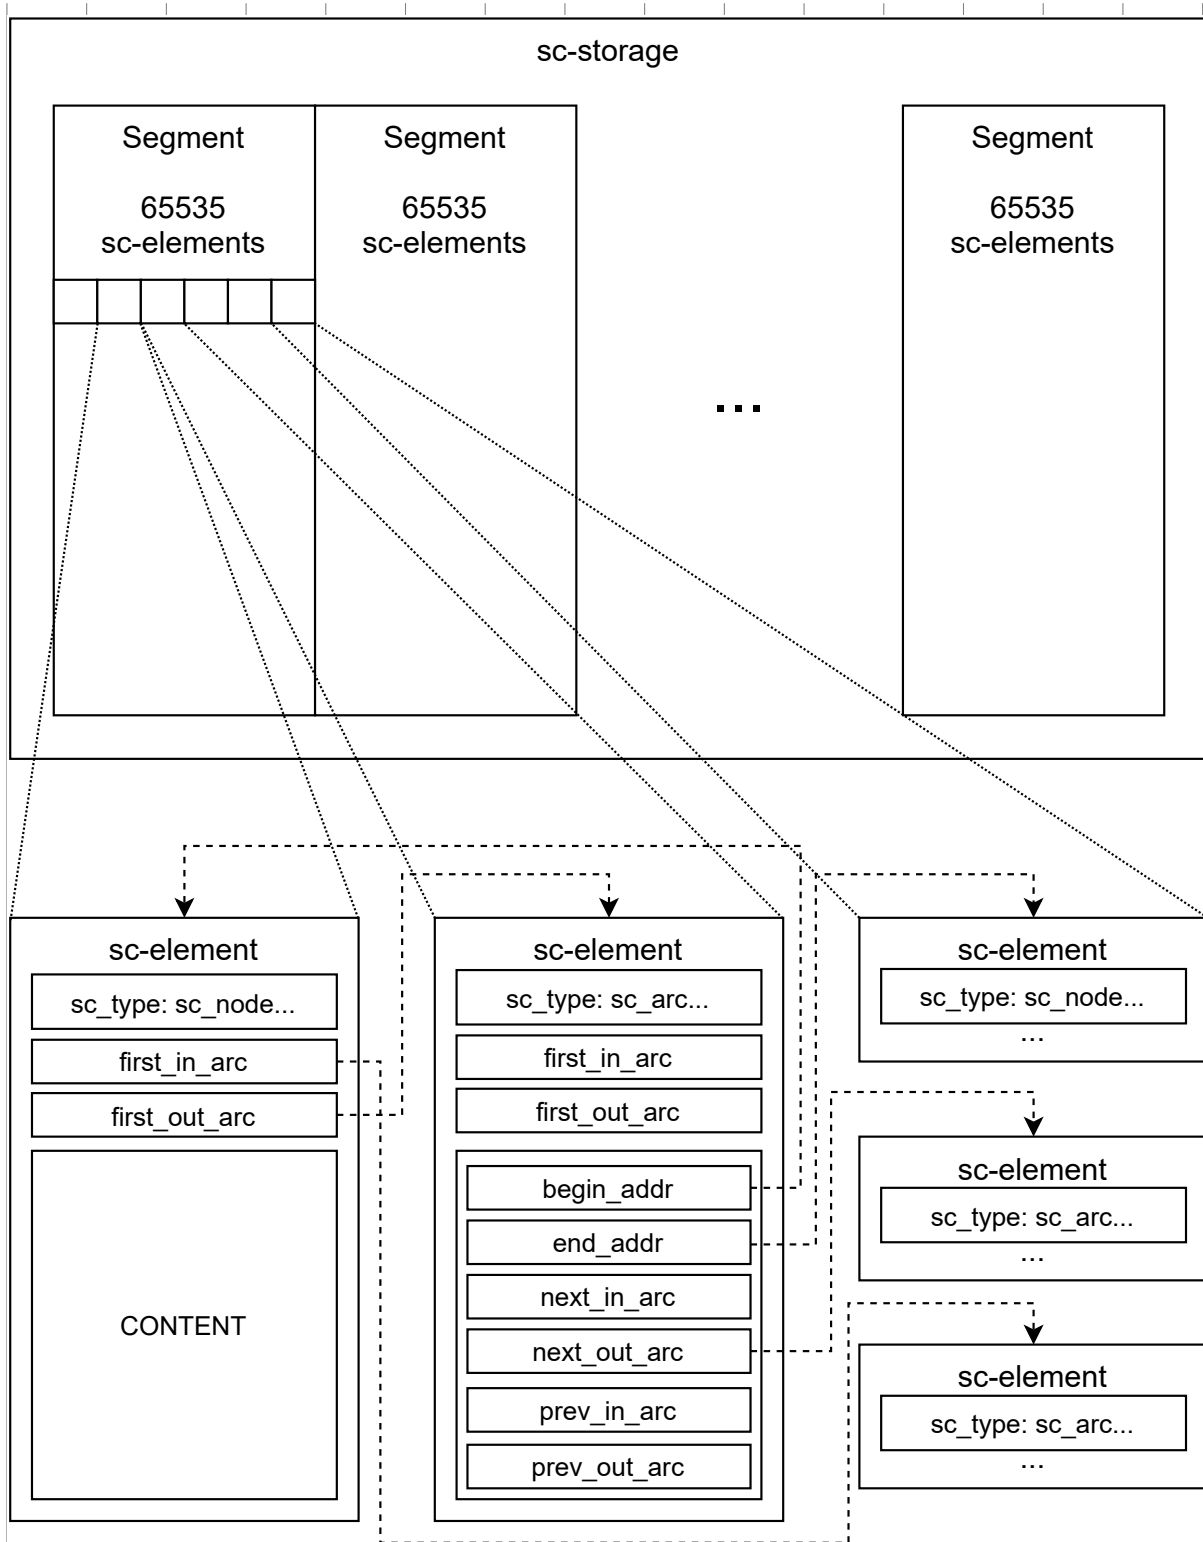 sc-storage
Segment
65535
sc-elements
Segment
65535
sc-elements
...
Segment
65535
sc-elements
sc-element
sc_type: sc_node...
first_in_arc
first_out_arc
CONTENT
sc-element
sc_type: sc_arc...
first_in_arc
first_out_arc
begin_addr
end_addr
next_in_arc
next_out_arc
prev_in_arc
prev_out_arc
sc-element
sc_type: sc_node...
...
sc-element
sc_type: sc_arc...
...
sc-element
sc_type: sc_arc...
...